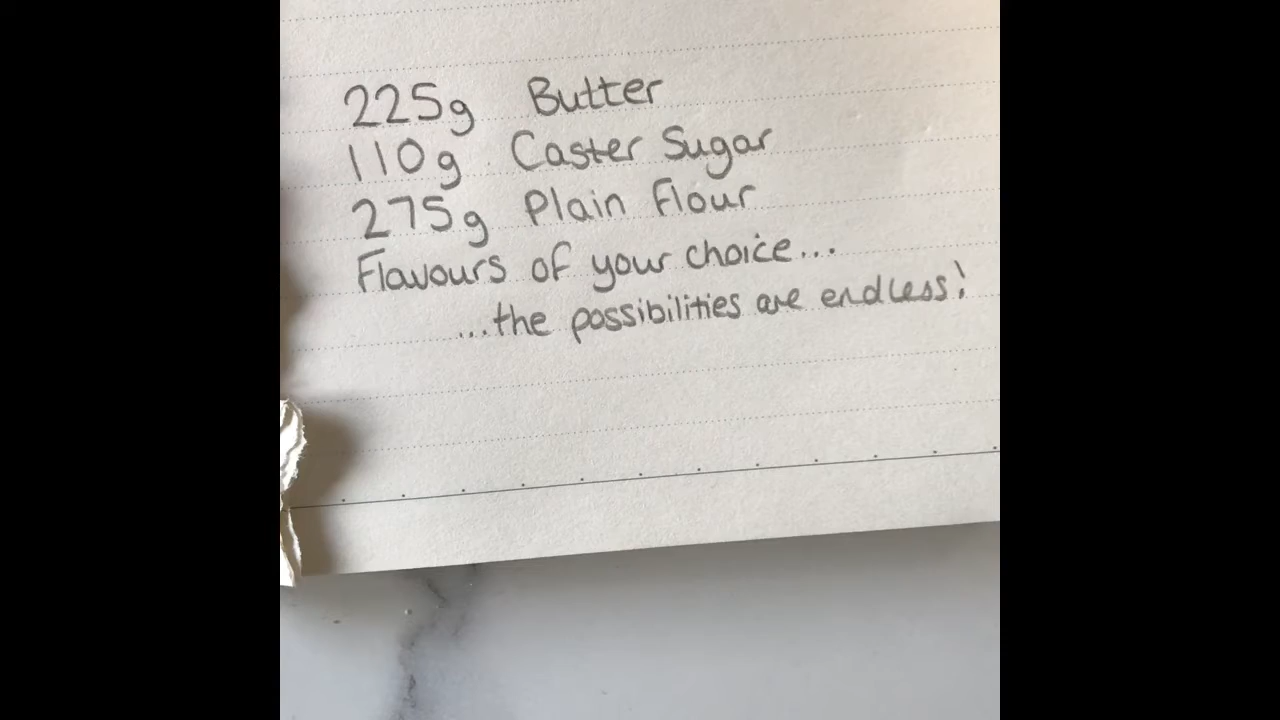 225g Butter
110g Caster Sugar
275g Plain Flour
Flavours of your choice...
...the possibilities are endless!